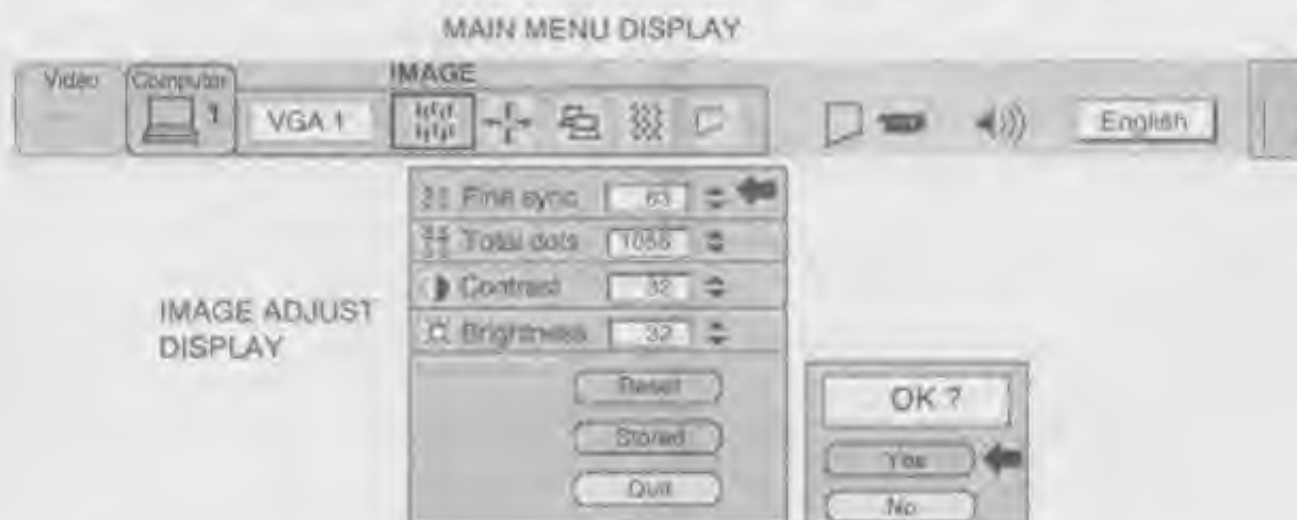 MAIN MENU DISPLAY
Video Computer IMAGE
1 VGA 1 English
Fine sync 63
Total dots 1056
Contrast 32
Brightness 32
IMAGE ADJUST
DISPLAY
Reset
Stored
Quit
OK ?
Yes
No